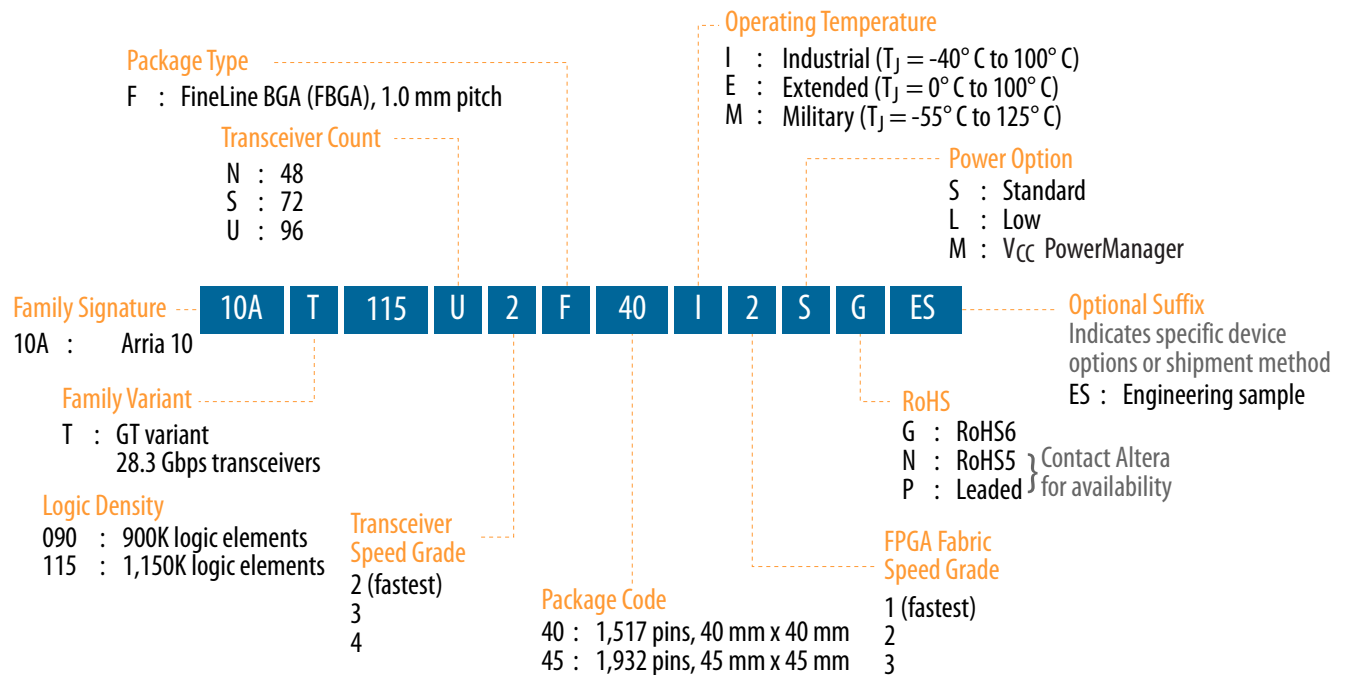 Operating Temperature
I : Industrial (TJ = -40° C to 100° C)
E : Extended (TJ = 0° C to 100° C)
M : Military (TJ = -55° C to 125° C)
Package Type
F : FineLine BGA (FBGA), 1.0 mm pitch
Transceiver Count
N : 48
S : 72
U : 96
Power Option
S : Standard
L : Low
M : VCC PowerManager
Family Signature
10A : Arria 10
10A T 115 U 2 F 40 I 2 S G ES
Optional Suffix
Indicates specific device
options or shipment method
ES : Engineering sample
Family Variant
T : GT variant
28.3 Gbps transceivers
RoHS
G : RoHS6
N : RoHS5
P : Leaded
Contact Altera
for availability
Logic Density
090 : 900K logic elements
115 : 1,150K logic elements
Transceiver
Speed Grade
2 (fastest)
3
4
Package Code
40 : 1,517 pins, 40 mm x 40 mm
45 : 1,932 pins, 45 mm x 45 mm
FPGA Fabric
Speed Grade
1 (fastest)
2
3